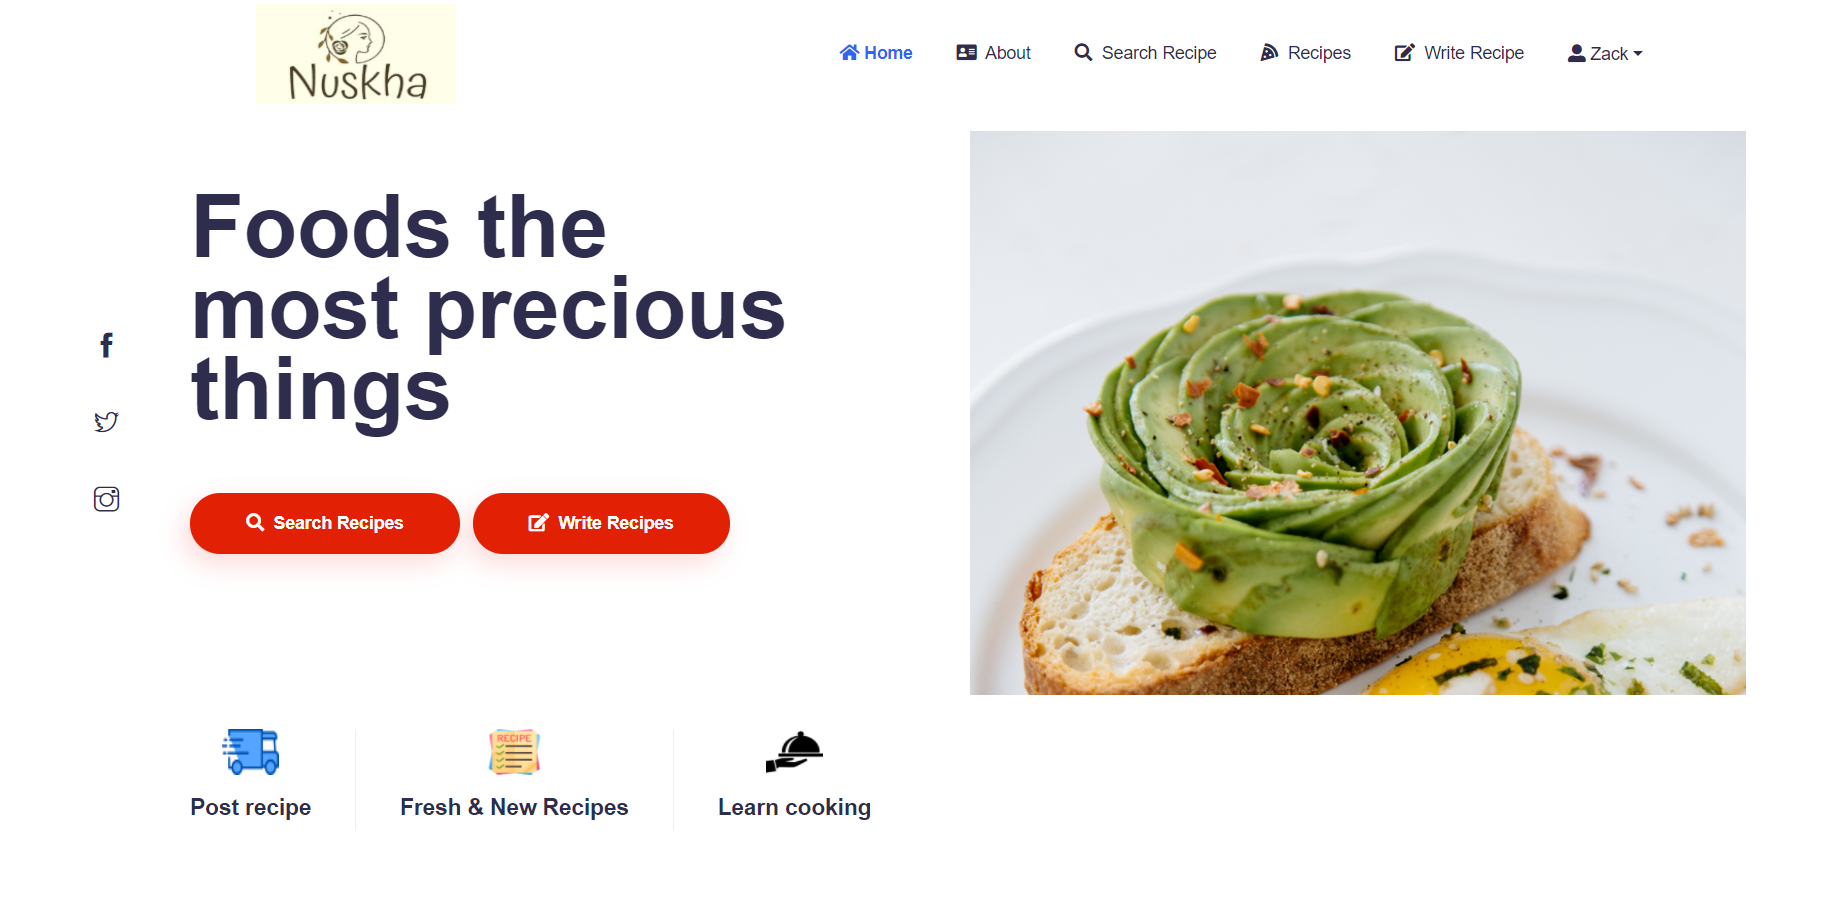 Nuskha
Home About Search Recipe Recipes Write Recipe Zack
Foods the
most precious
things
Search Recipes Write Recipes
RECIPE
Post recipe Fresh & New Recipes Learn cooking